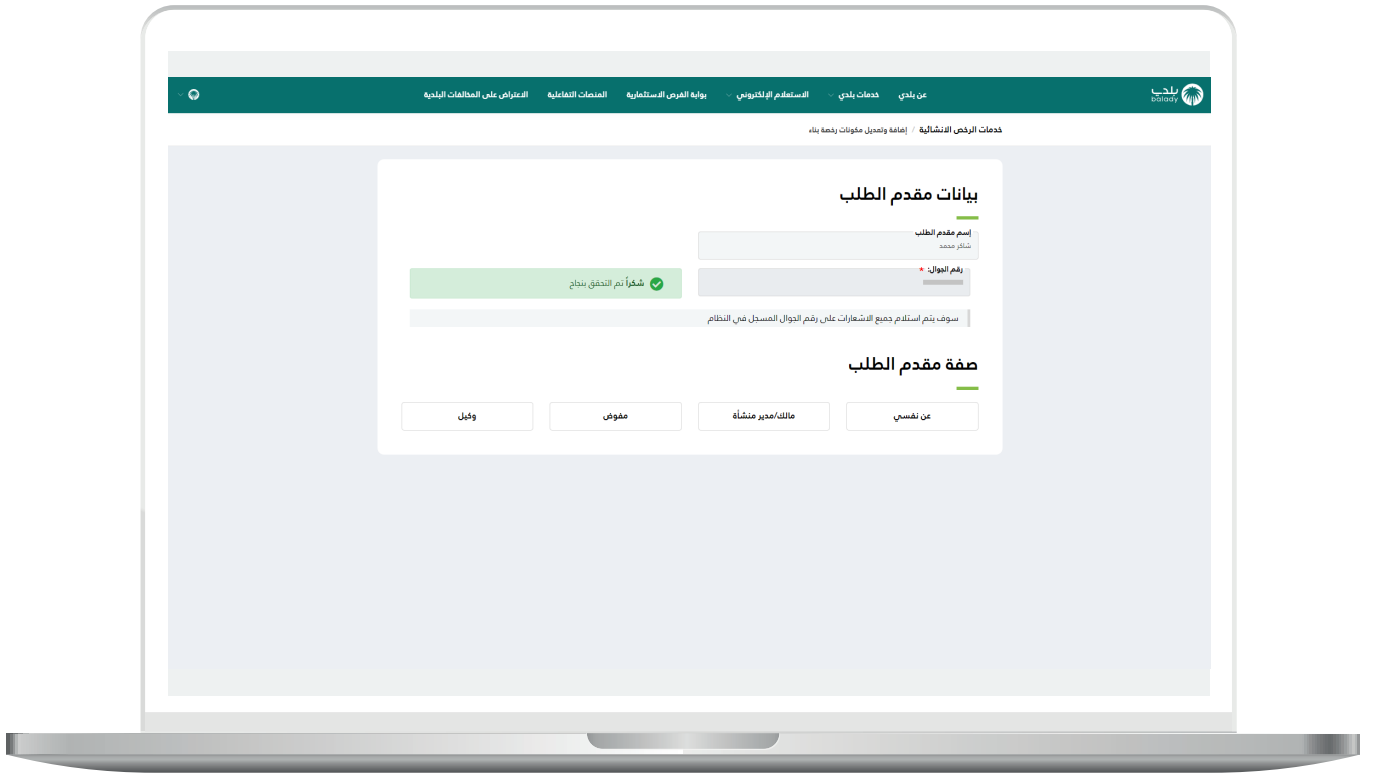 بلدي
balady
عن بلدي
خدمات بلدي
الاستعلام الإلكتروني
بوابة الفرص الاستثمارية
المنصات التفاعلية
الاعتراض على المخالفات البلدية
خدمات الرخص الانشائية / إضافة وتعديل مكونات رخصة بناء
بيانات مقدم الطلب
إسم مقدم الطلب
شاكر محمد
رقم الجوال: *
شكراً تم التحقق بنجاح
سوف يتم استلام جميع الاشعارات على رقم الجوال المسجل في النظام
صفة مقدم الطلب
عن نفسي
مالك/مدير منشأة
مفوض
وكيل